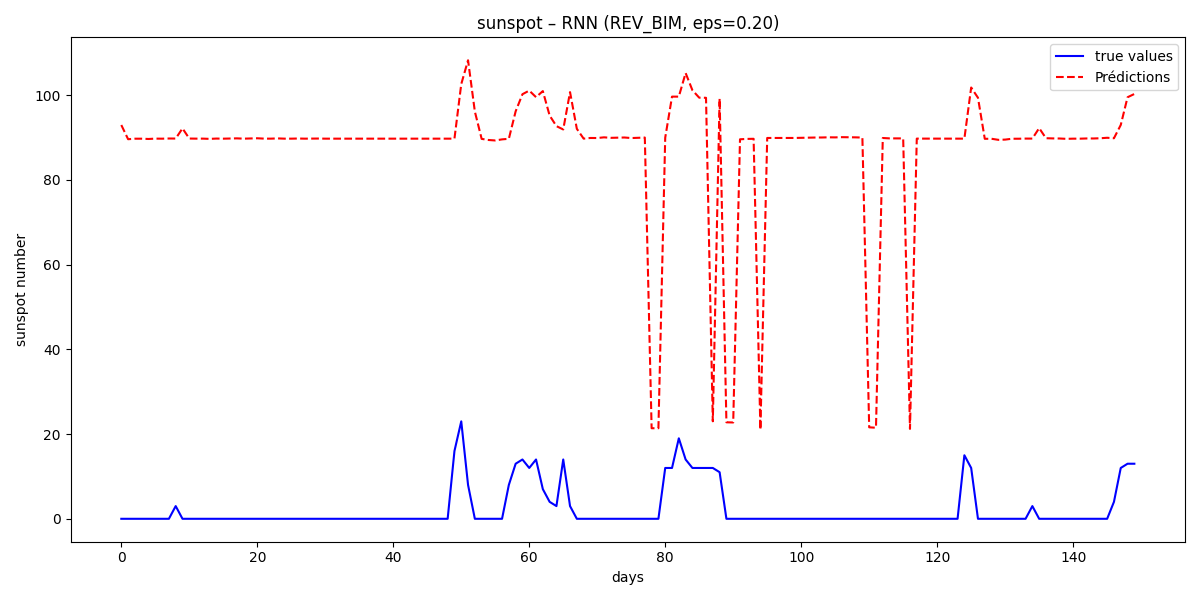 sunspot – RNN (REV_BIM, eps=0.20)
true values
Prédictions
sunspot number
100
80
60
40
20
0
0 20 40 60 80 100 120 140
days